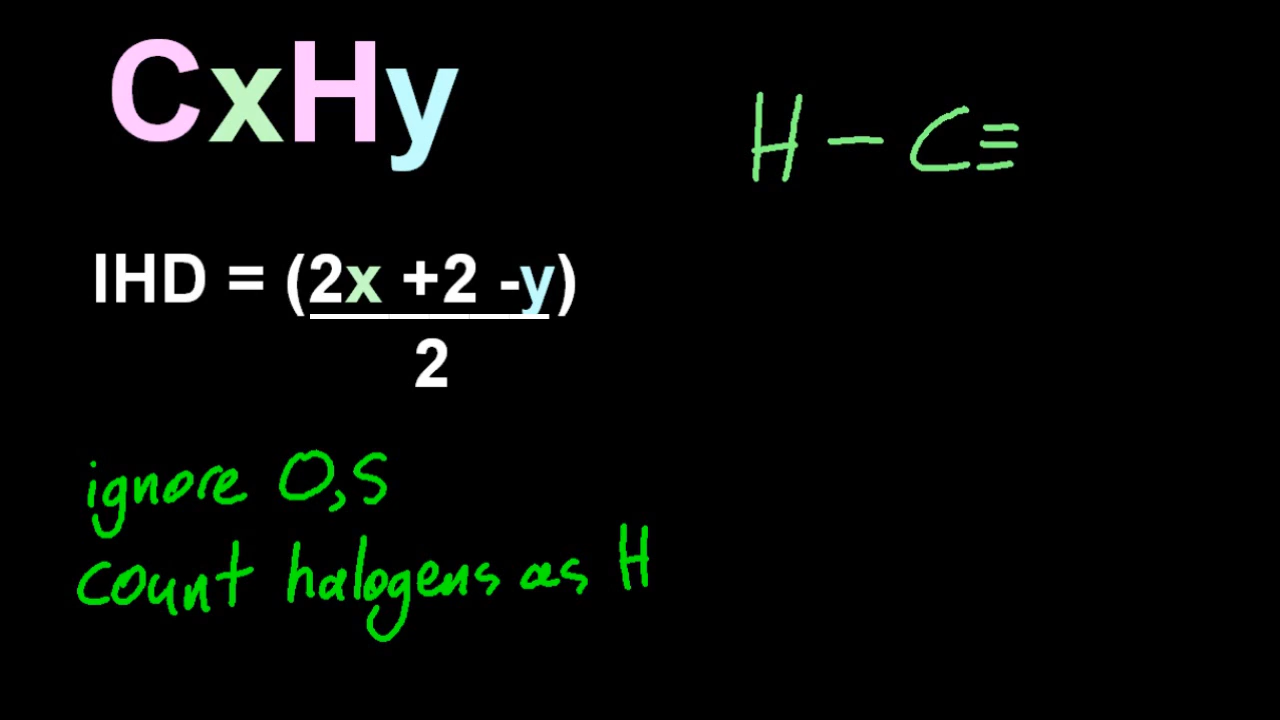 CxHy
H – C≡
IHD = (2x +2 -y)
2
ignore O,S
count halogens as H